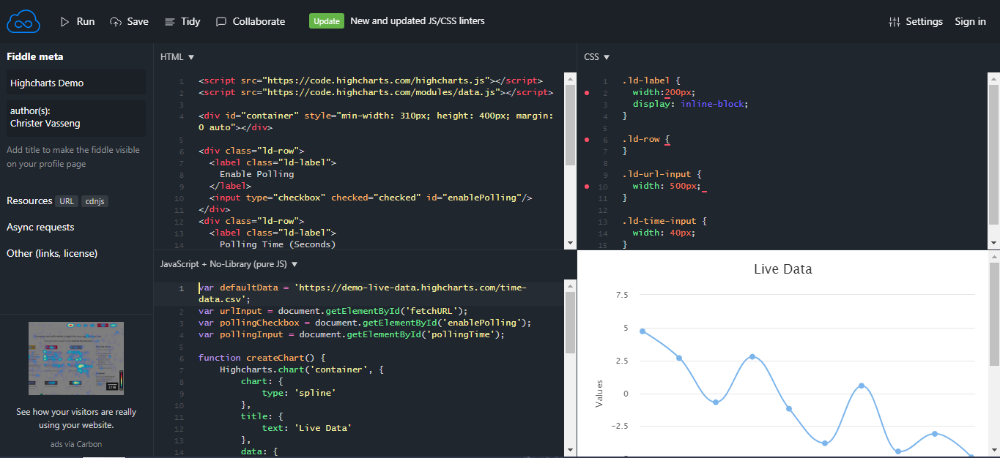 Run
Save
Tidy
Collaborate
Update
New and updated JS/CSS linters
Settings
Sign in
Fiddle meta
Highcharts Demo
author(s):
Christer Vasseng
Add title to make the fiddle visible
on your profile page
Resources URL cdnjs
Async requests
Other (links, license)
See how your visitors are really
using your website.
ads via Carbon
HTML ▼
1 <script src="https://code.highcharts.com/highcharts.js"></script>
2 <script src="https://code.highcharts.com/modules/data.js"></script>
3
4 <div id="container" style="min-width: 310px; height: 400px; margin:
0 auto"></div>
5
6 <div class="ld-row">
7 <label class="ld-label">
8 Enable Polling
9 </label>
10 <input type="checkbox" checked="checked" id="enablePolling"/>
11 </div>
12 <div class="ld-row">
13 <label class="ld-label">
14 Polling Time (Seconds)
CSS ▼
1 .ld-label {
2 width:200px;
3 display: inline-block;
4 }
5
6 .ld-row {
7 }
8
9 .ld-url-input {
10 width: 500px;
11 }
12
13 .ld-time-input {
14 width: 40px;
15 }
JavaScript + No-Library (pure JS) ▼
1 var defaultData = 'https://demo-live-data.highcharts.com/time-
data.csv';
2 var urlInput = document.getElementById('fetchURL');
3 var pollingCheckbox = document.getElementById('enablePolling');
4 var pollingInput = document.getElementById('pollingTime');
5
6 function createChart() {
7 Highcharts.chart('container', {
8 chart: {
9 type: 'spline'
10 },
11 title: {
12 text: 'Live Data'
13 },
14 data: {
Live Data
Values
7.5
5
2.5
0
−2.5